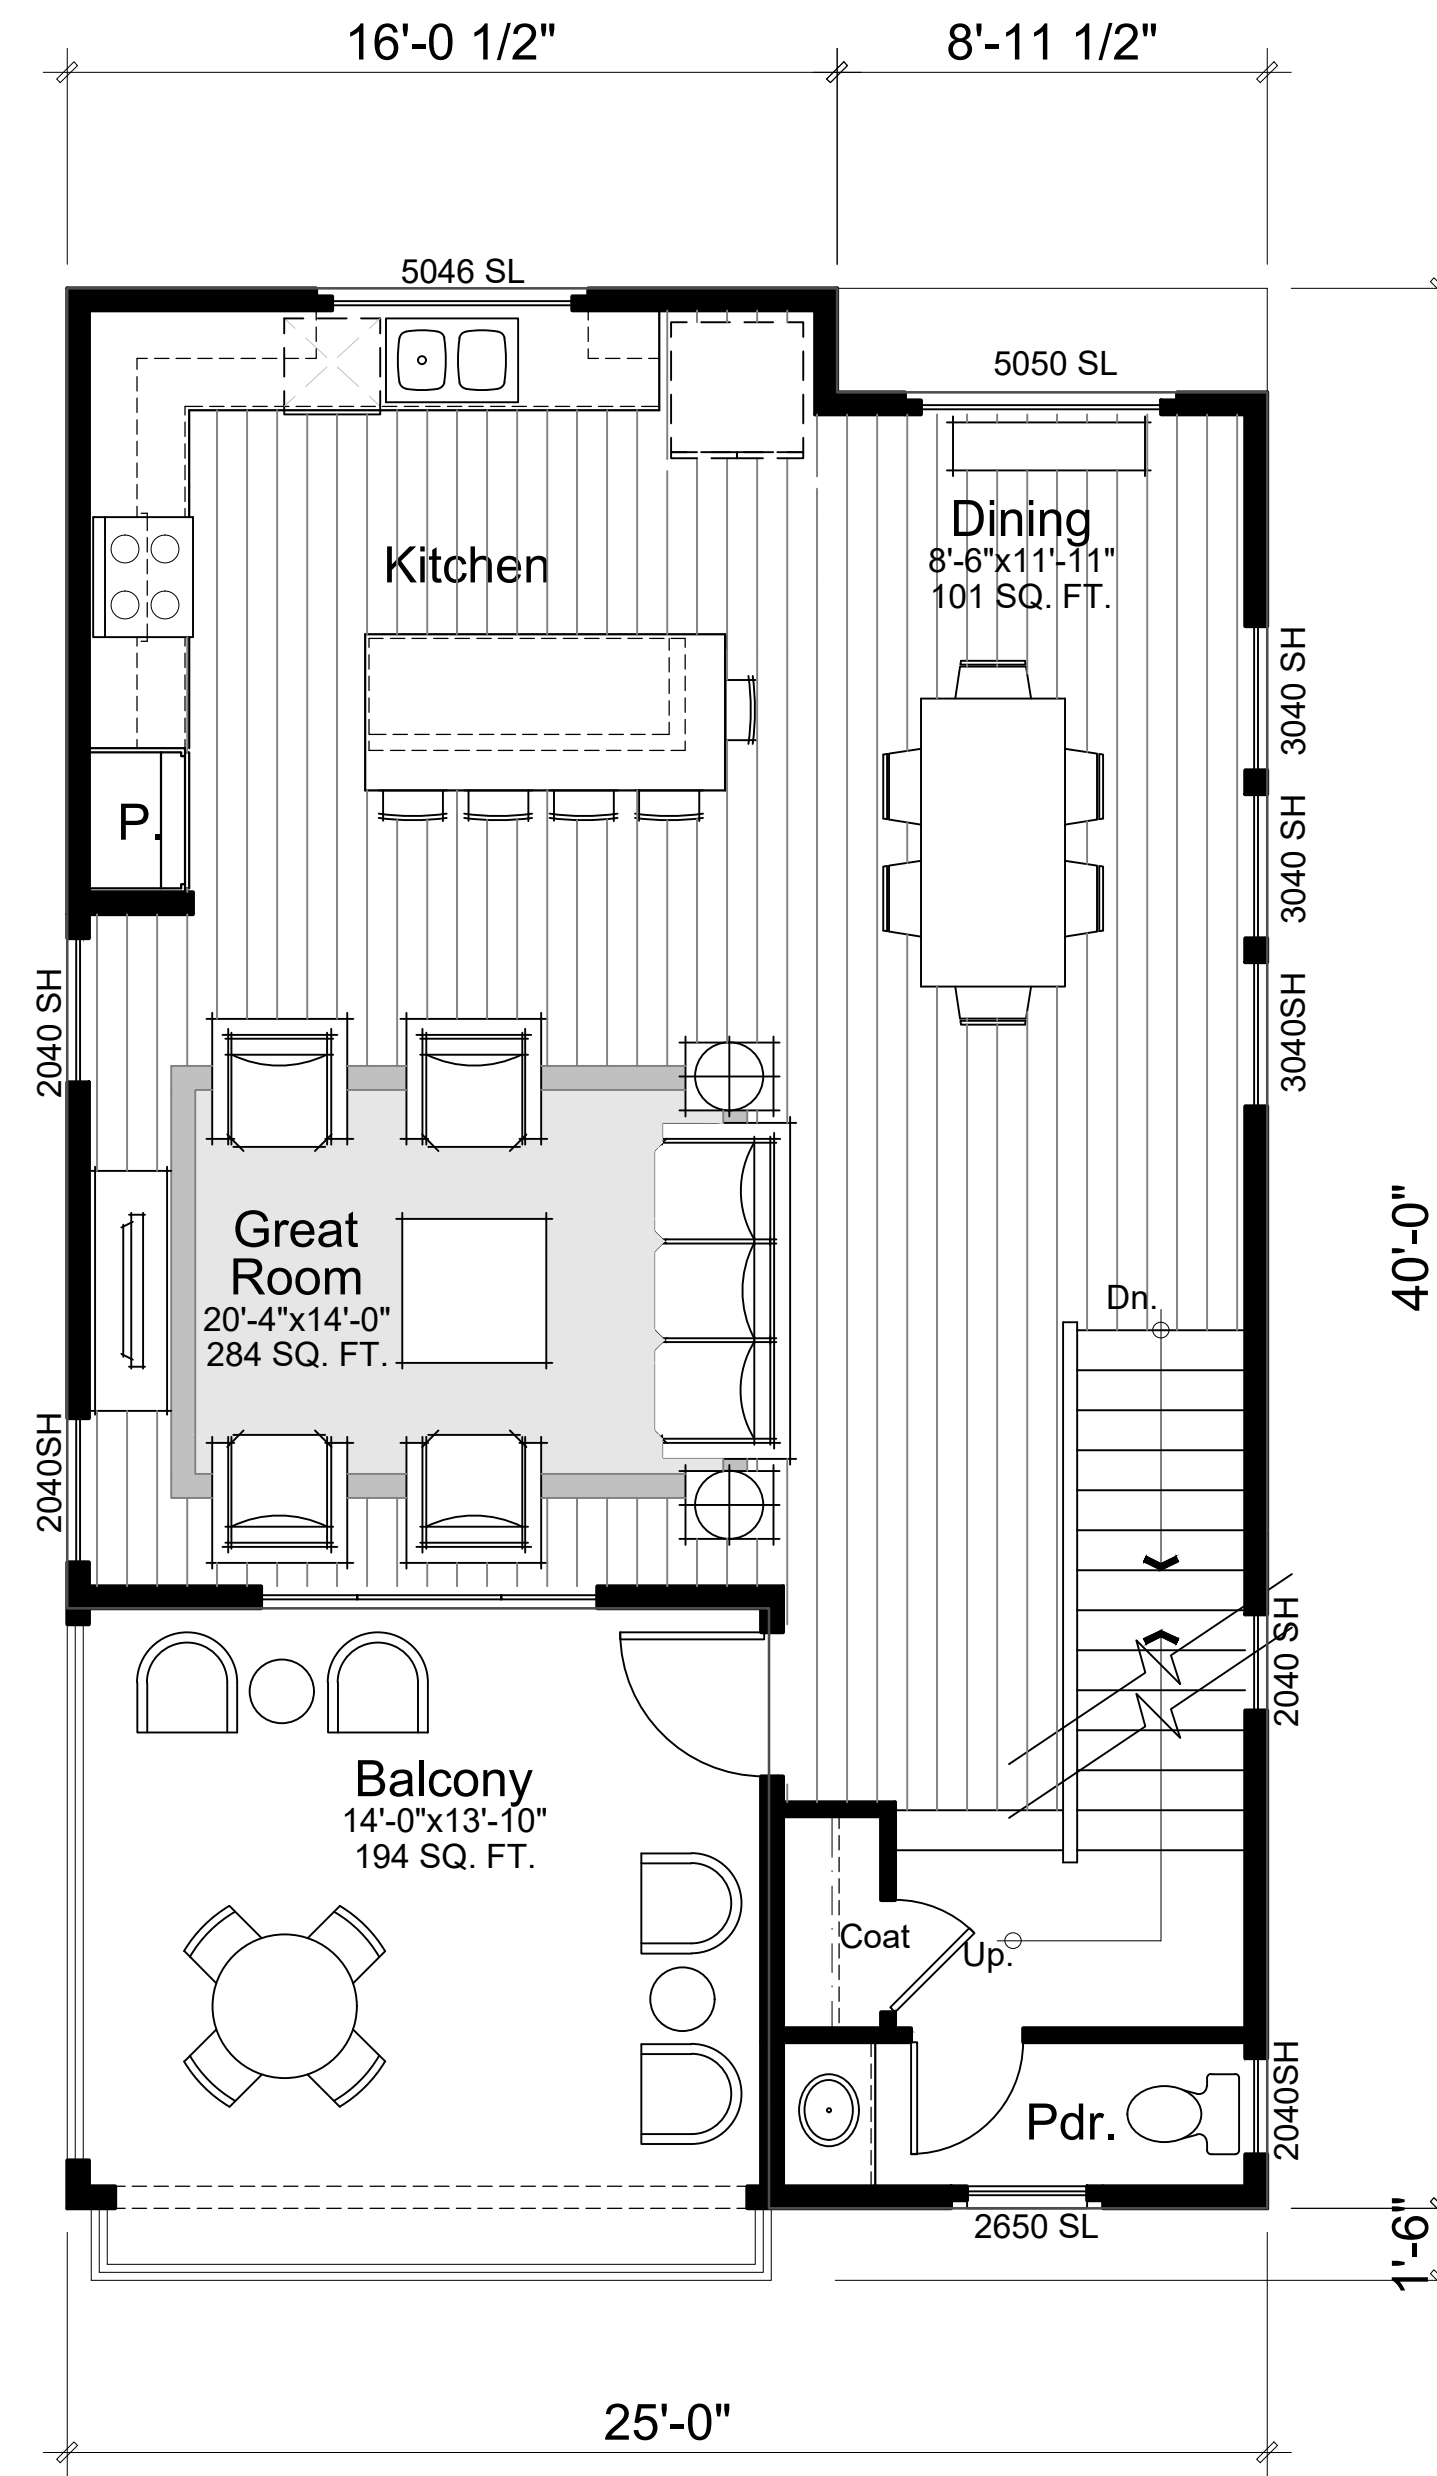 16'-0 1/2"
8'-11 1/2"
5046 SL
5050 SL
Dining
8'-6"x11'-11"
101 SQ. FT.
Kitchen
3040 SH
P.
3040 SH
2040 SH
3040SH
Great
Room
20'-4"x14'-0"
284 SQ. FT.
40'-0"
Dn.
2040SH
2040 SH
Balcony
14'-0"x13'-10"
194 SQ. FT.
Coat
Up.
Pdr.
2040SH
2650 SL
1'-6"
25'-0"